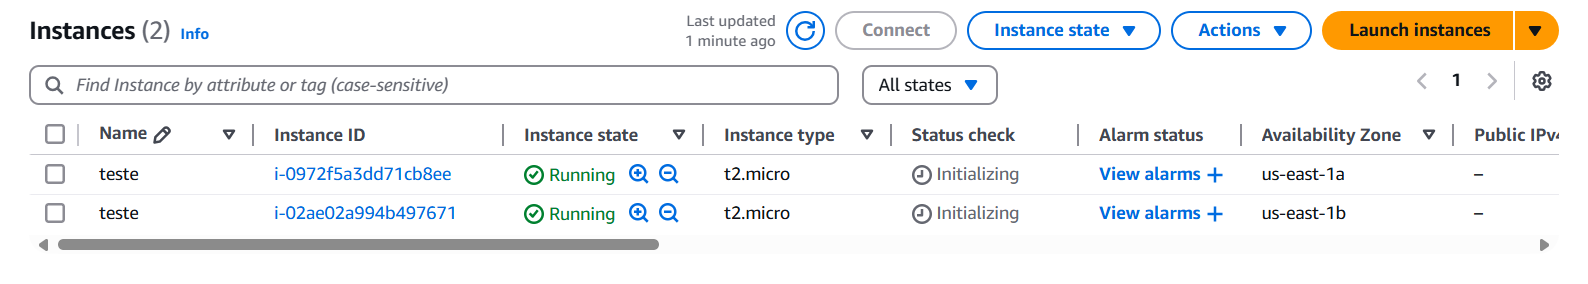 Instances (2) Info
Last updated
1 minute ago
Connect
Instance state
Actions
Launch instances
Find Instance by attribute or tag (case-sensitive)
All states
1
Name Instance ID Instance state Instance type Status check Alarm status Availability Zone Public IPv4
teste i-0972f5a3dd71cb8ee Running t2.micro Initializing View alarms + us-east-1a –
teste i-02ae02a994b497671 Running t2.micro Initializing View alarms + us-east-1b –